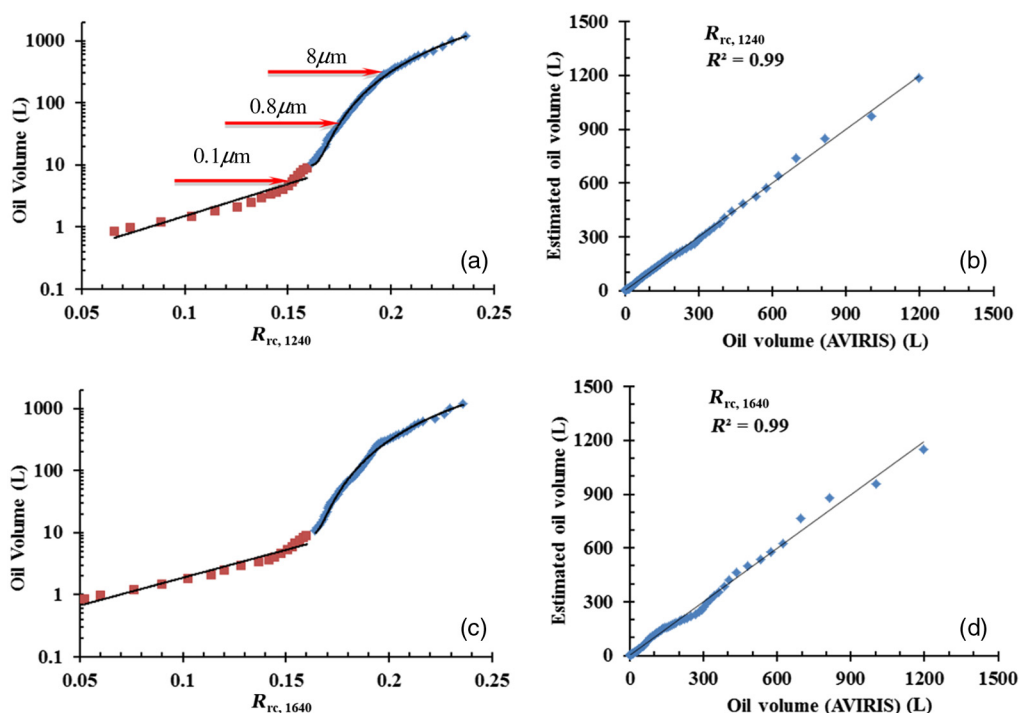 (a)
Oil Volume (L)
1000
100
10
1
0.1
8μm
0.8μm
0.1μm
0.05 0.1 0.15 0.2 0.25
Rrc, 1240
(b)
Rrc, 1240
R² = 0.99
Estimated oil volume (L)
1500
1200
900
600
300
0
0 300 600 900 1200 1500
Oil volume (AVIRIS) (L)
(c)
Oil Volume (L)
1000
100
10
1
0.1
0.05 0.1 0.15 0.2 0.25
Rrc, 1640
(d)
Rrc, 1640
R² = 0.99
Estimated oil volume (L)
1500
1200
900
600
300
0
0 300 600 900 1200 1500
Oil volume (AVIRIS) (L)